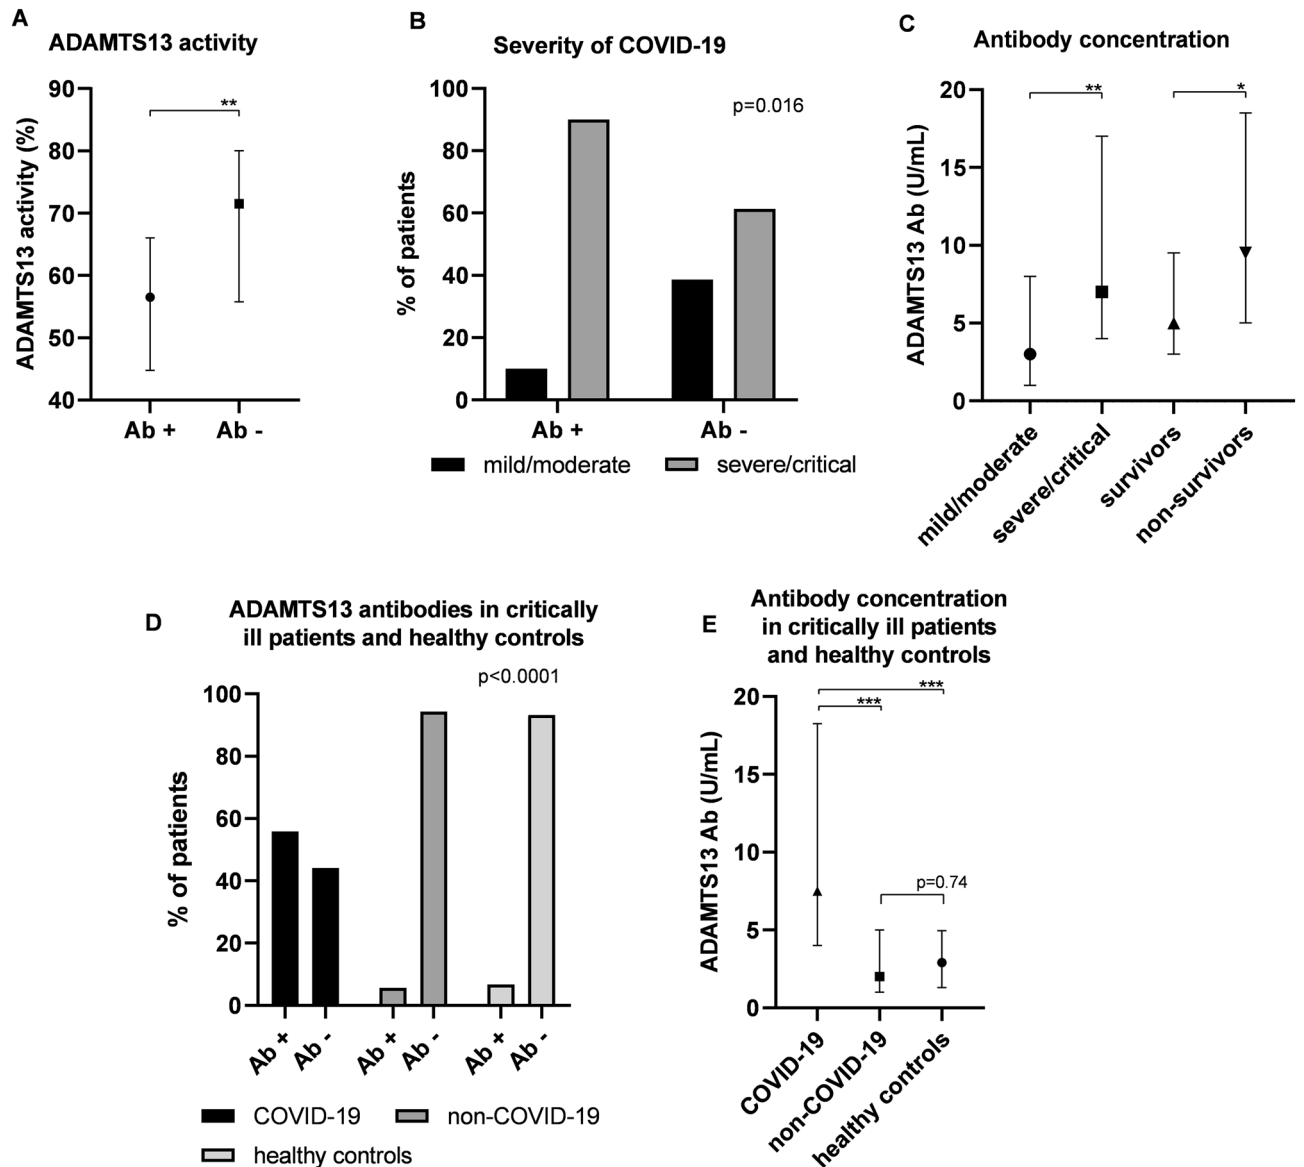 A
ADAMTS13 activity
ADAMTS13 activity (%)
90
80
70
60
50
40
**
Ab +
Ab -
B
Severity of COVID-19
% of patients
100
80
60
40
20
0
p=0.016
Ab +
Ab -
mild/moderate
severe/critical
C
Antibody concentration
ADAMTS13 Ab (U/mL)
20
15
10
5
0
**
*
mild/moderate
severe/critical
survivors
non-survivors
D
ADAMTS13 antibodies in critically
ill patients and healthy controls
p<0.0001
% of patients
100
80
60
40
20
0
Ab +
Ab -
Ab +
Ab -
Ab +
Ab -
COVID-19
non-COVID-19
healthy controls
E
Antibody concentration
in critically ill patients
and healthy controls
ADAMTS13 Ab (U/mL)
20
15
10
5
0
***
***
p=0.74
COVID-19
non-COVID-19
healthy controls